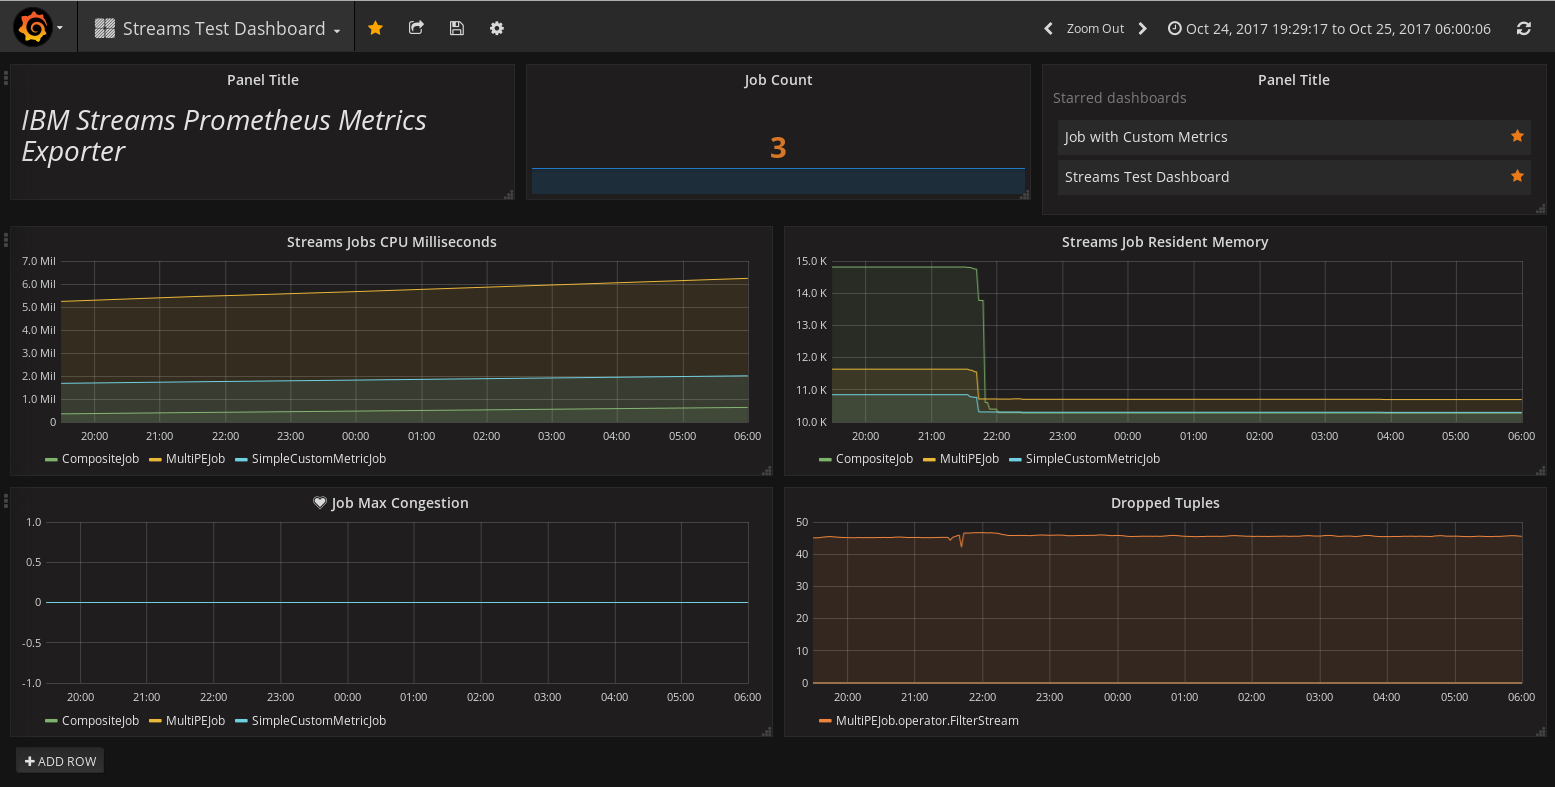 Streams Test Dashboard
Zoom Out
Oct 24, 2017 19:29:17 to Oct 25, 2017 06:00:06
Panel Title
IBM Streams Prometheus Metrics
Exporter
Job Count
3
Panel Title
Starred dashboards
Job with Custom Metrics
Streams Test Dashboard
Streams Jobs CPU Milliseconds
7.0 Mil
6.0 Mil
5.0 Mil
4.0 Mil
3.0 Mil
2.0 Mil
1.0 Mil
0
20:00 21:00 22:00 23:00 00:00 01:00 02:00 03:00 04:00 05:00 06:00
CompositeJob MultiPEJob SimpleCustomMetricJob
Streams Job Resident Memory
15.0 K
14.0 K
13.0 K
12.0 K
11.0 K
10.0 K
20:00 21:00 22:00 23:00 00:00 01:00 02:00 03:00 04:00 05:00 06:00
CompositeJob MultiPEJob SimpleCustomMetricJob
Job Max Congestion
1.0
0.5
0
-0.5
-1.0
20:00 21:00 22:00 23:00 00:00 01:00 02:00 03:00 04:00 05:00 06:00
CompositeJob MultiPEJob SimpleCustomMetricJob
Dropped Tuples
50
40
30
20
10
0
20:00 21:00 22:00 23:00 00:00 01:00 02:00 03:00 04:00 05:00 06:00
MultiPEJob.operator.FilterStream
ADD ROW